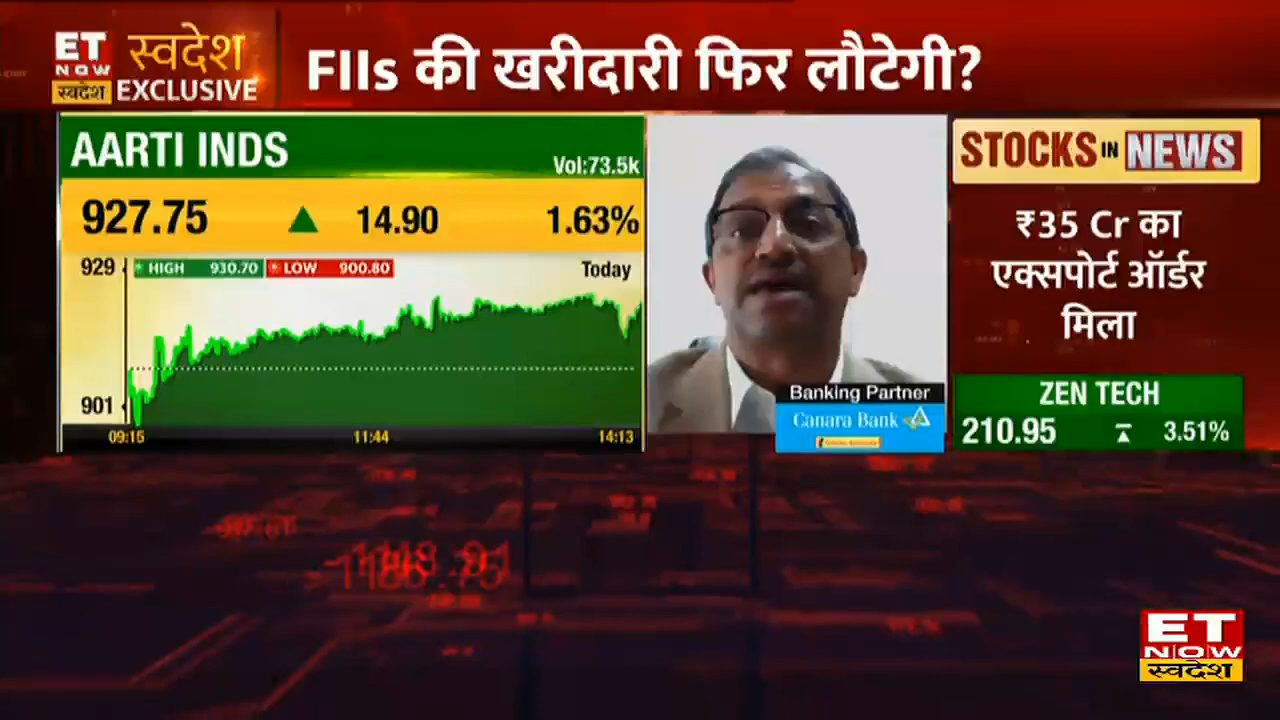 ET
NOW
स्वदेश
स्वदेश
EXCLUSIVE
FIIs की खरीदारी फिर लौटेगी?
AARTI INDS
Vol:73.5k
927.75 ▲ 14.90 1.63%
929 HIGH 930.70 LOW 900.80 Today
901
09:15 11:44 14:13
Banking Partner
Canara Bank
STOCKS IN NEWS
₹35 Cr का
एक्सपोर्ट ऑर्डर
मिला
ZEN TECH
210.95 3.51%
ET
NOW
स्वदेश